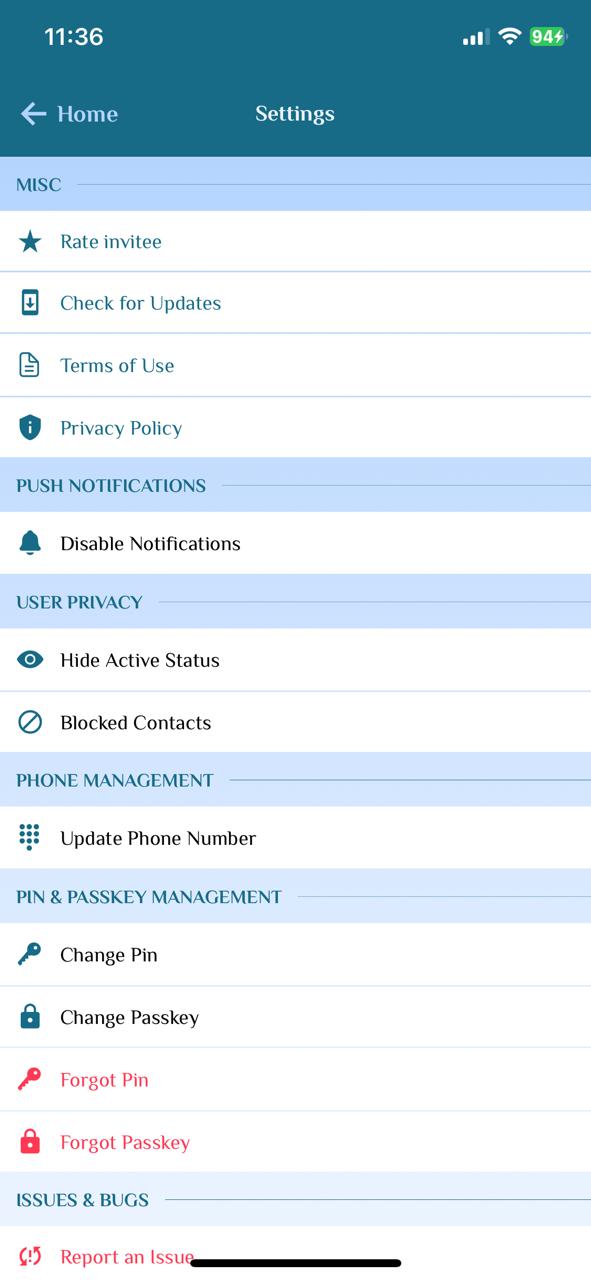 11:36
94
Home
Settings
MISC
Rate invitee
Check for Updates
Terms of Use
Privacy Policy
PUSH NOTIFICATIONS
Disable Notifications
USER PRIVACY
Hide Active Status
Blocked Contacts
PHONE MANAGEMENT
Update Phone Number
PIN & PASSKEY MANAGEMENT
Change Pin
Change Passkey
Forgot Pin
Forgot Passkey
ISSUES & BUGS
Report an Issue